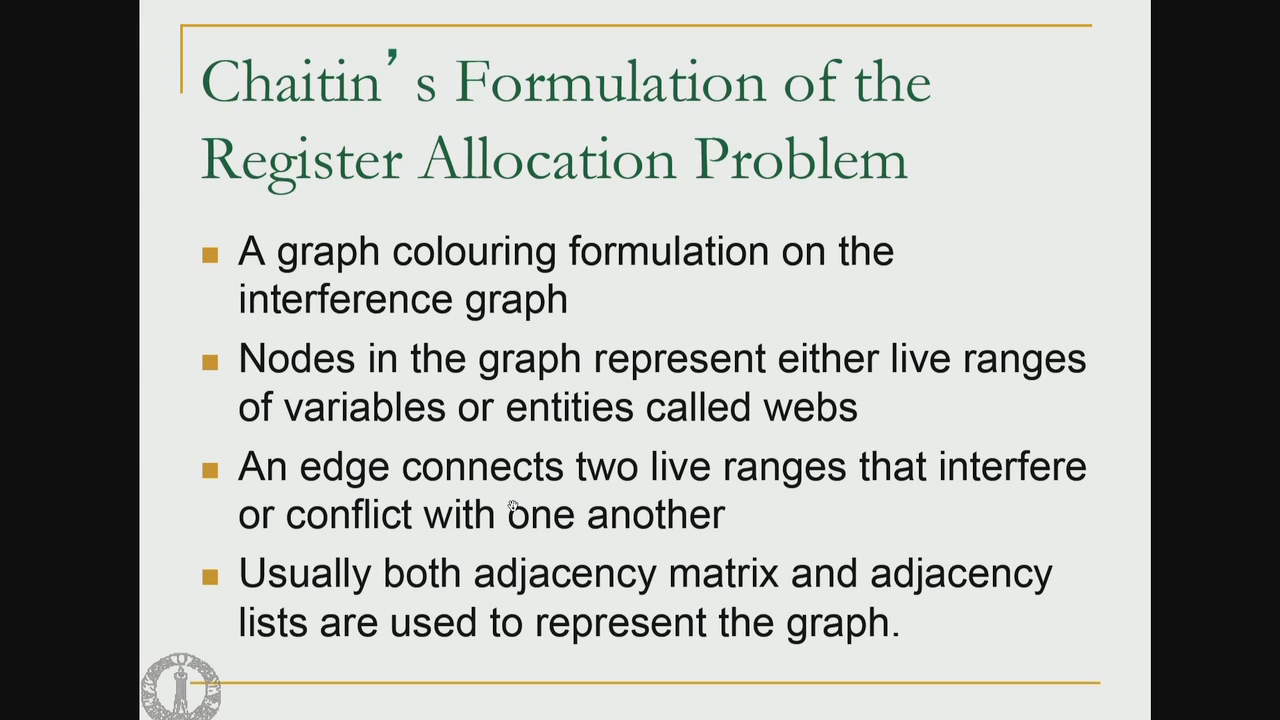 Chaitin’s Formulation of the
Register Allocation Problem
A graph colouring formulation on the
interference graph
Nodes in the graph represent either live ranges
of variables or entities called webs
An edge connects two live ranges that interfere
or conflict with one another
Usually both adjacency matrix and adjacency
lists are used to represent the graph.